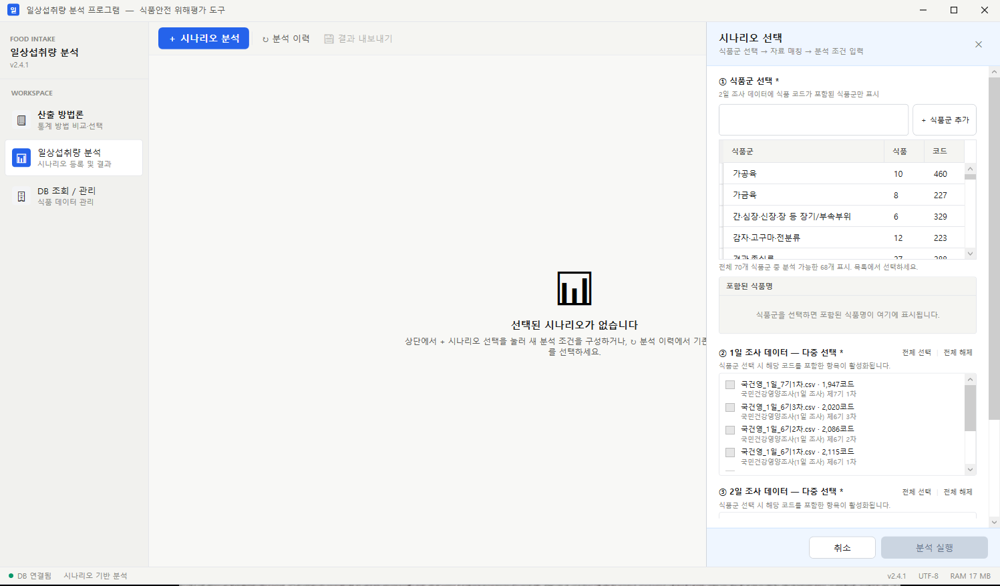 일 일상섭취량 분석 프로그램 — 식품안전 위해평가 도구
FOOD INTAKE
일상섭취량 분석
v2.4.1
WORKSPACE
산출 방법론
통계 방법 비교·선택
일상섭취량 분석
시나리오 등록 및 결과
DB 조회 / 관리
식품 데이터 관리
+ 시나리오 분석
↻ 분석 이력
결과 내보내기
선택된 시나리오가 없습니다
상단에서 + 시나리오 선택을 눌러 새 분석 조건을 구성하거나, ↻ 분석 이력에서 기존
을 선택하세요.
시나리오 선택
식품군 선택 → 자료 매칭 → 분석 조건 입력
① 식품군 선택 *
2일 조사 데이터에 식품 코드가 포함된 식품군만 표시
+ 식품군 추가
식품군 식품 코드
가공육 10 460
가금육 8 227
간·심장·신장·장 등 장기/부속부위 6 329
감자·고구마·전분류 12 223
견과·종실류 27 288
전체 70개 식품군 중 분석 가능한 68개 표시. 목록에서 선택하세요.
포함된 식품명
식품군을 선택하면 포함된 식품명이 여기에 표시됩니다.
② 1일 조사 데이터 — 다중 선택 * 전체 선택 | 전체 해제
식품군 선택 시 해당 코드를 포함한 항목이 활성화됩니다.
국건영_1일_7기1차.csv · 1,947코드
국민건강영양조사(1일 조사) 제7기 1차
국건영_1일_6기3차.csv · 2,020코드
국민건강영양조사(1일 조사) 제6기 3차
국건영_1일_6기2차.csv · 2,086코드
국민건강영양조사(1일 조사) 제6기 2차
국건영_1일_6기1차.csv · 2,115코드
국민건강영양조사(1일 조사) 제6기 1차
③ 2일 조사 데이터 — 다중 선택 * 전체 선택 | 전체 해제
식품군 선택 시 해당 코드를 포함한 항목이 활성화됩니다.
취소
분석 실행
DB 연결됨 시나리오 기반 분석
v2.4.1 UTF-8 RAM 17 MB